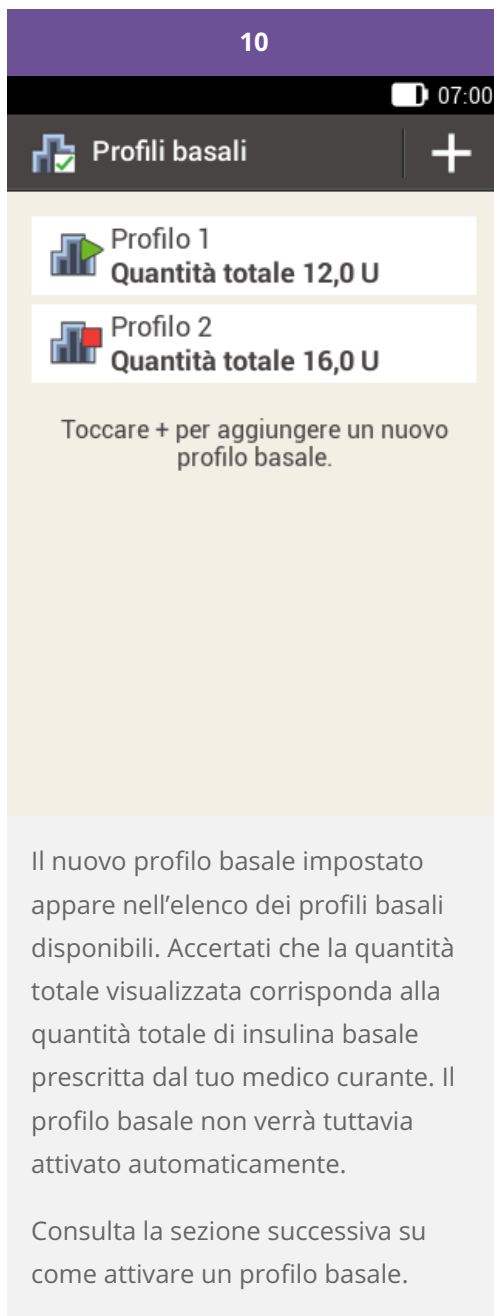 10
07:00
Profili basali
Profilo 1
Quantità totale 12,0 U
Profilo 2
Quantità totale 16,0 U
Toccare + per aggiungere un nuovo
profilo basale.
Il nuovo profilo basale impostato
appare nell’elenco dei profili basali
disponibili. Accertati che la quantità
totale visualizzata corrisponda alla
quantità totale di insulina basale
prescritta dal tuo medico curante. Il
profilo basale non verrà tuttavia
attivato automaticamente.
Consulta la sezione successiva su
come attivare un profilo basale.